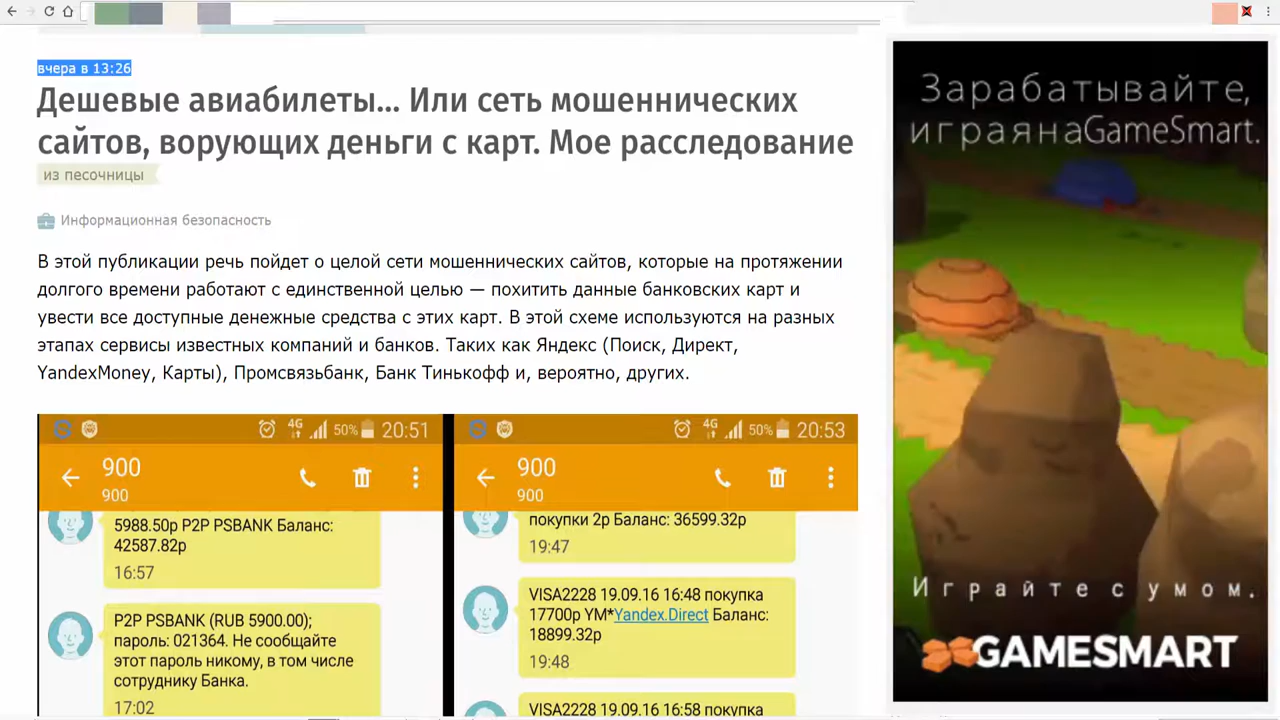 вчера в 13:26
Дешевые авиабилеты… Или сеть мошеннических
сайтов, ворующих деньги с карт. Мое расследование
из песочницы
Информационная безопасность
В этой публикации речь пойдет о целой сети мошеннических сайтов, которые на протяжении
долгого времени работают с единственной целью — похитить данные банковских карт и
увести все доступные денежные средства с этих карт. В этой схеме используются на разных
этапах сервисы известных компаний и банков. Таких как Яндекс (Поиск, Директ,
YandexMoney, Карты), Промсвязьбанк, Банк Тинькофф и, вероятно, других.
4G 50% 20:51
900
900
5988.50р P2P PSBANK Баланс:
42587.82р
16:57
P2P PSBANK (RUB 5900.00);
пароль: 021364. Не сообщайте
этот пароль никому, в том числе
сотруднику Банка.
17:02
4G 50% 20:53
900
900
покупки 2р Баланс: 36599.32р
19:47
VISA2228 19.09.16 16:48 покупка
17700р YM*Yandex.Direct Баланс:
18899.32р
19:48
VISA2228 19.09.16 16:58 покупка
Зарабатывайте,
играянаGameSmart.
Играйте с умом.
GAMESMART